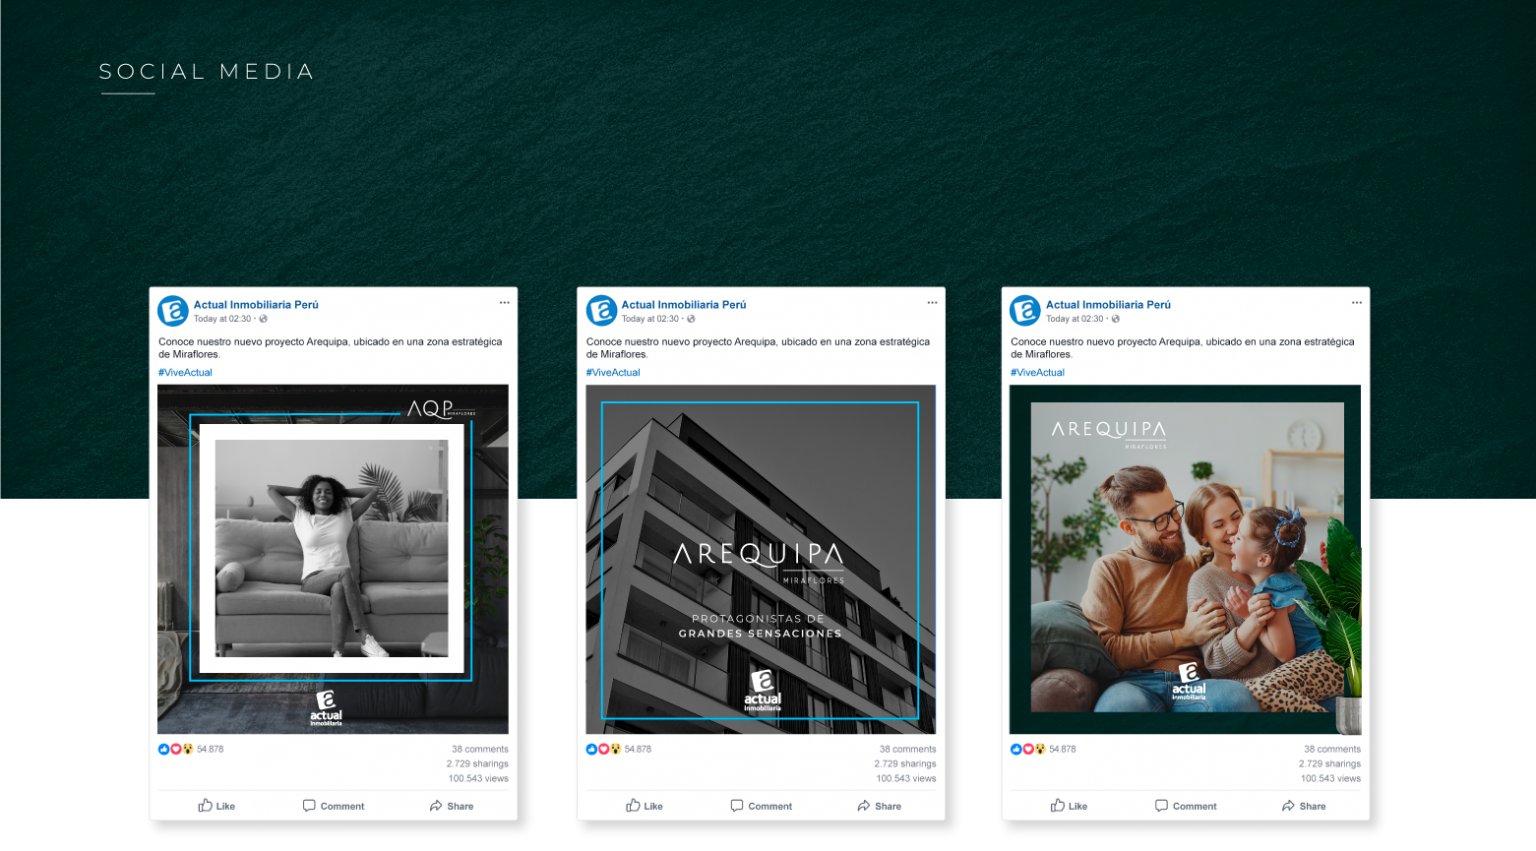 SOCIAL MEDIA
Actual Inmobiliaria Perú
Today at 02:30 ·
Conoce nuestro nuevo proyecto Arequipa, ubicado en una zona estratégica
de Miraflores.
#ViveActual
AQP
MIRAFLORES
actual
inmobiliaria
54.878
38 comments
2.729 sharings
100.543 views
Like
Comment
Share
Actual Inmobiliaria Perú
Today at 02:30 ·
Conoce nuestro nuevo proyecto Arequipa, ubicado en una zona estratégica
de Miraflores.
#ViveActual
AREQUIPA
MIRAFLORES
PROTAGONISTAS DE
GRANDES SENSACIONES
actual
inmobiliaria
54.878
38 comments
2.729 sharings
100.543 views
Like
Comment
Share
Actual Inmobiliaria Perú
Today at 02:30 ·
Conoce nuestro nuevo proyecto Arequipa, ubicado en una zona estratégica
de Miraflores.
#ViveActual
AREQUIPA
MIRAFLORES
actual
inmobiliaria
54.878
38 comments
2.729 sharings
100.543 views
Like
Comment
Share